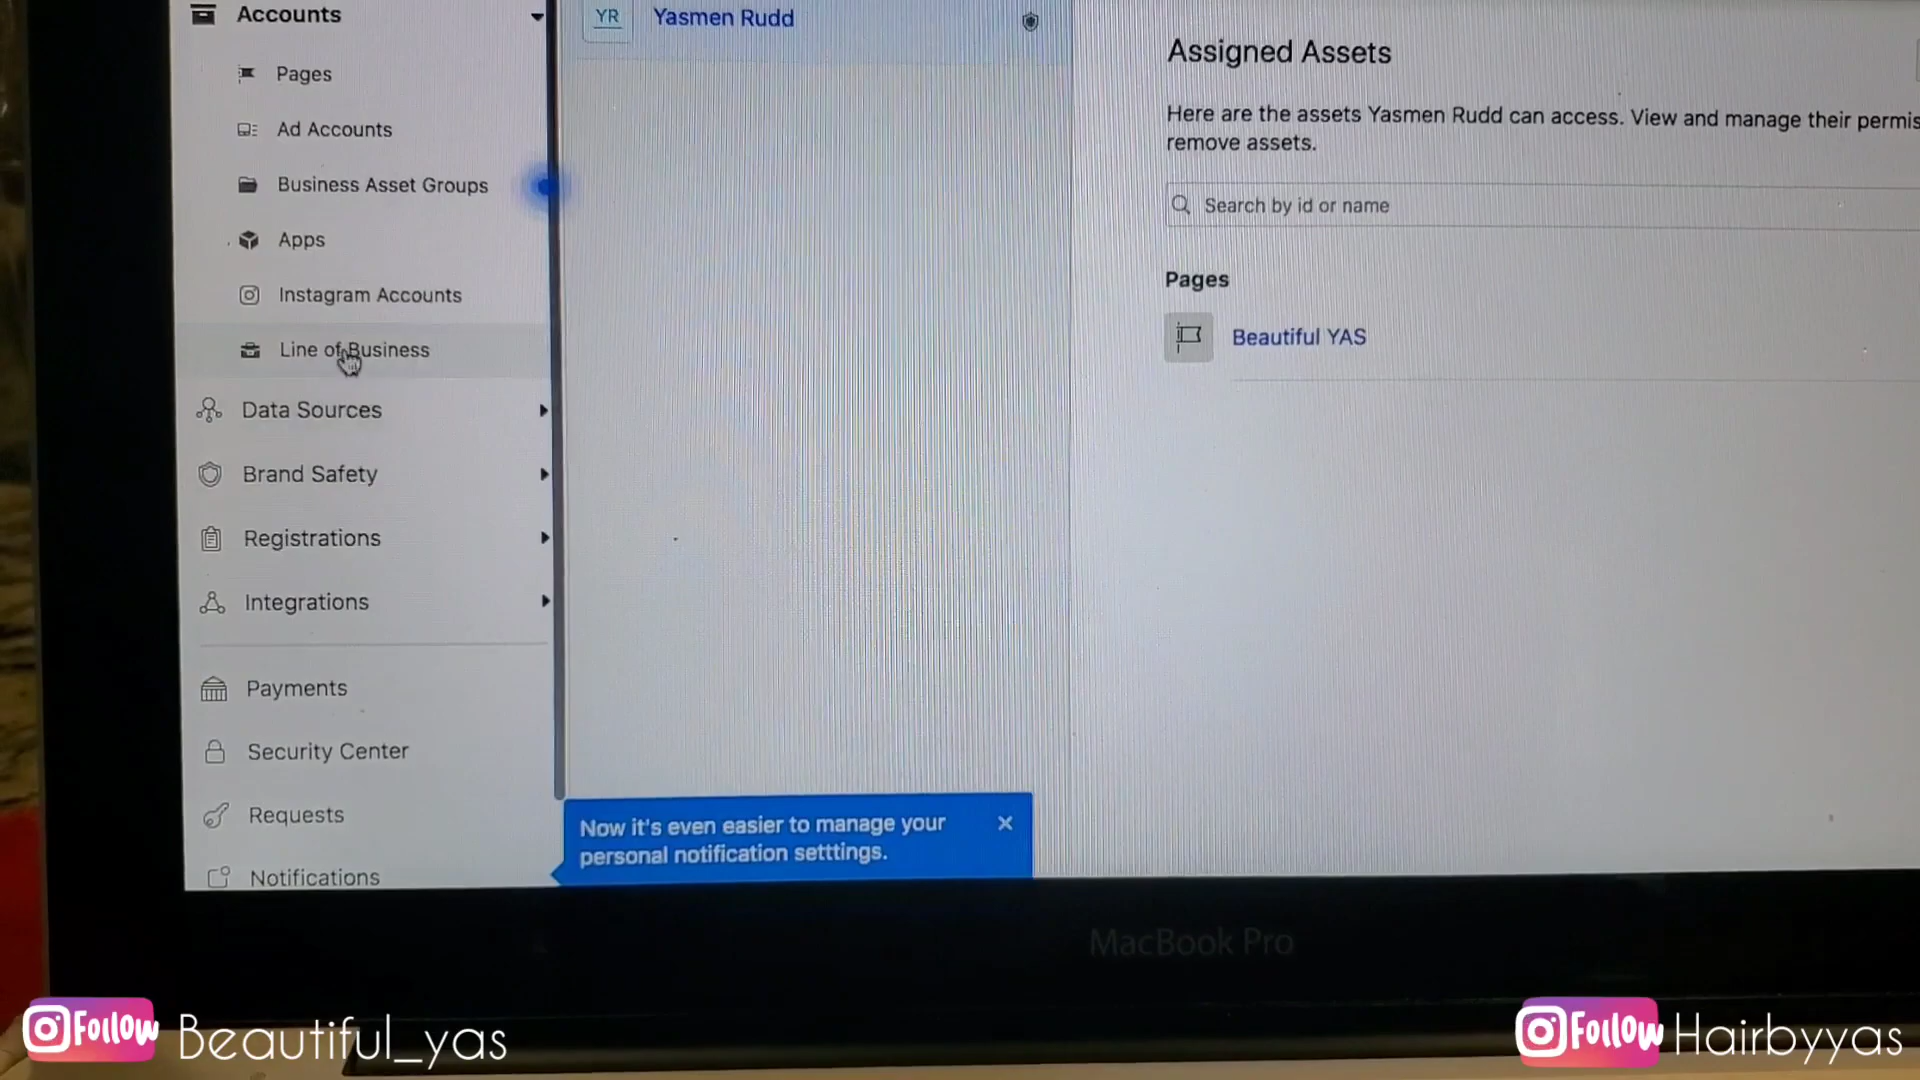 Accounts
Pages
Ad Accounts
Business Asset Groups
Apps
Instagram Accounts
Line of Business
Data Sources
Brand Safety
Registrations
Integrations
Payments
Security Center
Requests
Notifications
YR Yasmen Rudd
Assigned Assets
Here are the assets Yasmen Rudd can access. View and manage their permis
remove assets.
Search by id or name
Pages
Beautiful YAS
Now it's even easier to manage your
personal notification setttings.
MacBook Pro
Follow Beautiful_yas
Follow Hairbyyas